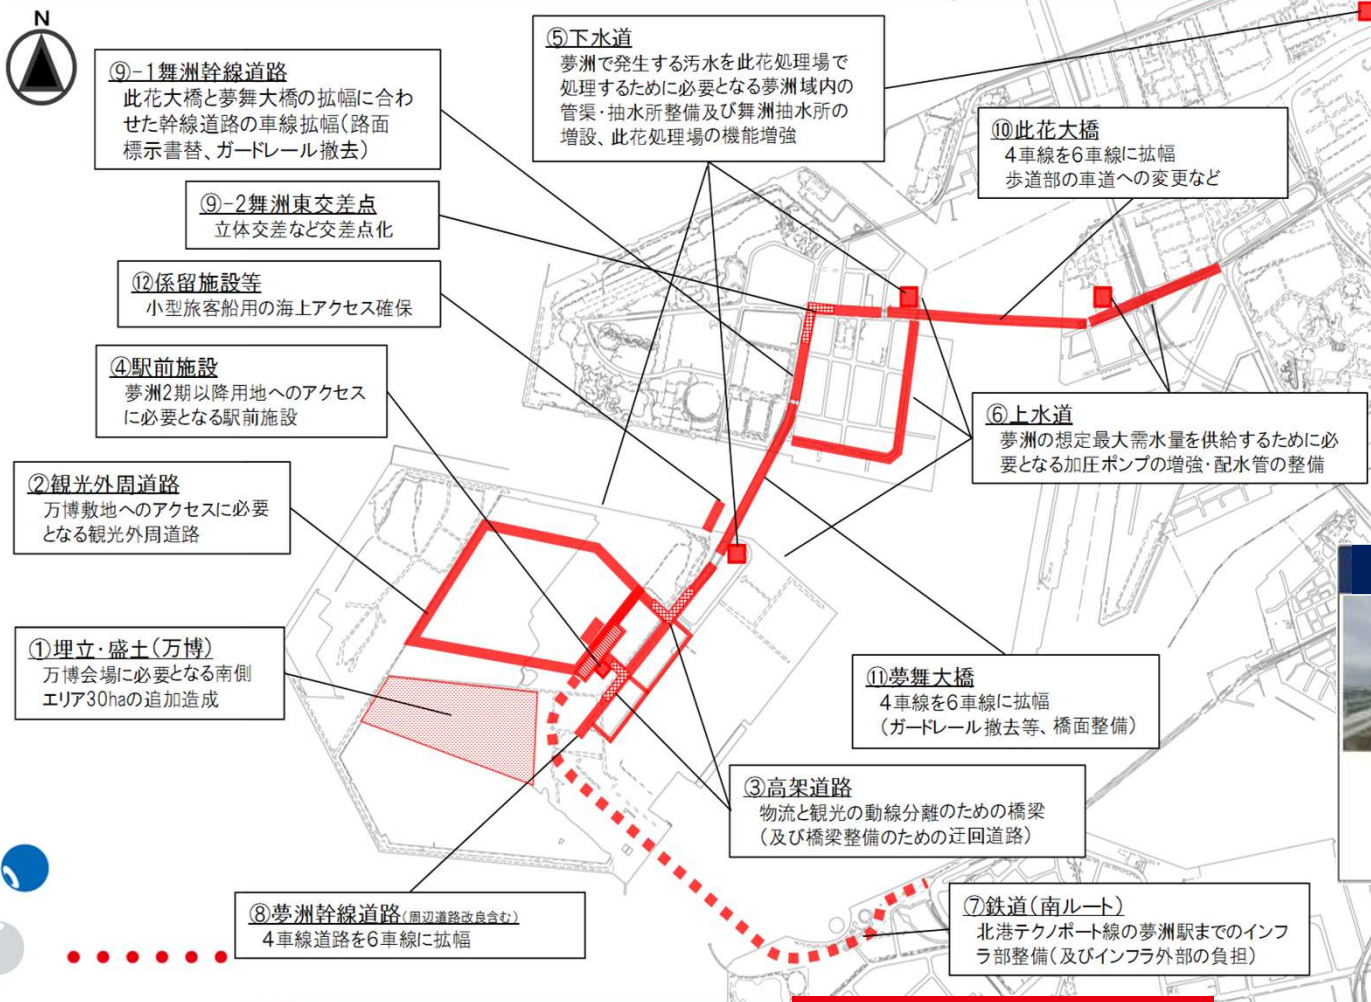 N
⑨-1舞洲幹線道路
此花大橋と夢舞大橋の拡幅に合わ
せた幹線道路の車線拡幅(路面
標示書替、ガードレール撤去)
⑨-2舞洲東交差点
立体交差など交差点化
⑫係留施設等
小型旅客船用の海上アクセス確保
④駅前施設
夢洲2期以降用地へのアクセス
に必要となる駅前施設
②観光外周道路
万博敷地へのアクセスに必要
となる観光外周道路
①埋立・盛土(万博)
万博会場に必要となる南側
エリア30haの追加造成
⑧夢洲幹線道路(周辺道路改良含む)
4車線道路を6車線に拡幅
⑤下水道
夢洲で発生する汚水を此花処理場で
処理するために必要となる夢洲域内の
管渠・抽水所整備及び舞洲抽水所の
増設、此花処理場の機能増強
⑩此花大橋
4車線を6車線に拡幅
歩道部の車道への変更など
⑥上水道
夢洲の想定最大需水量を供給するために必
要となる加圧ポンプの増強・配水管の整備
⑪夢舞大橋
4車線を6車線に拡幅
(ガードレール撤去等、橋面整備)
③高架道路
物流と観光の動線分離のための橋梁
(及び橋梁整備のための迂回道路)
⑦鉄道(南ルート)
北港テクノポート線の夢洲駅までのインフ
ラ部整備(及びインフラ外部の負担)